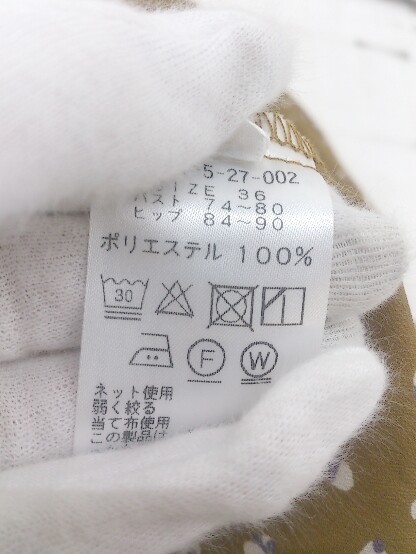 5-27-002
SIZE 36
バスト 74~80
ヒップ 84~90
ポリエステル 100%
30
F W
ネット使用
弱く絞る
当て布使用
この製品は